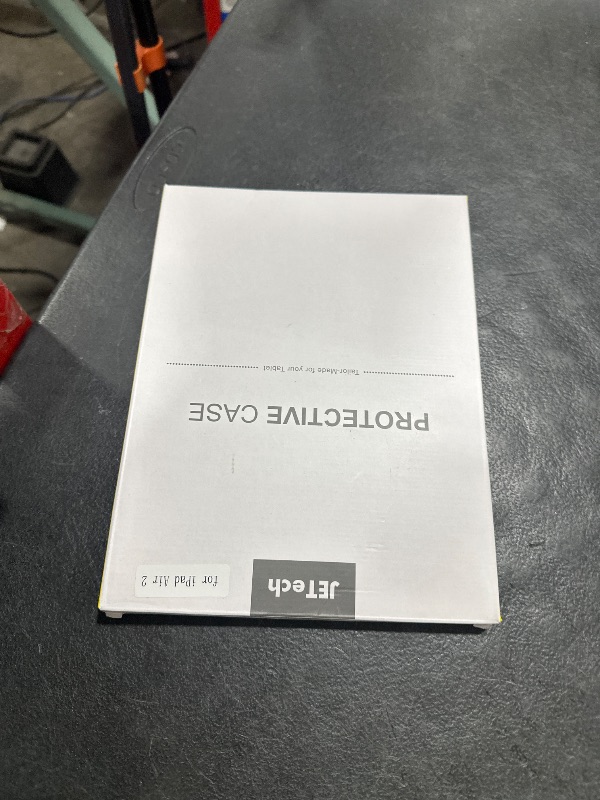 JETech
for iPad Air 2
PROTECTIVE CASE
Tailor-Made for your Tablet